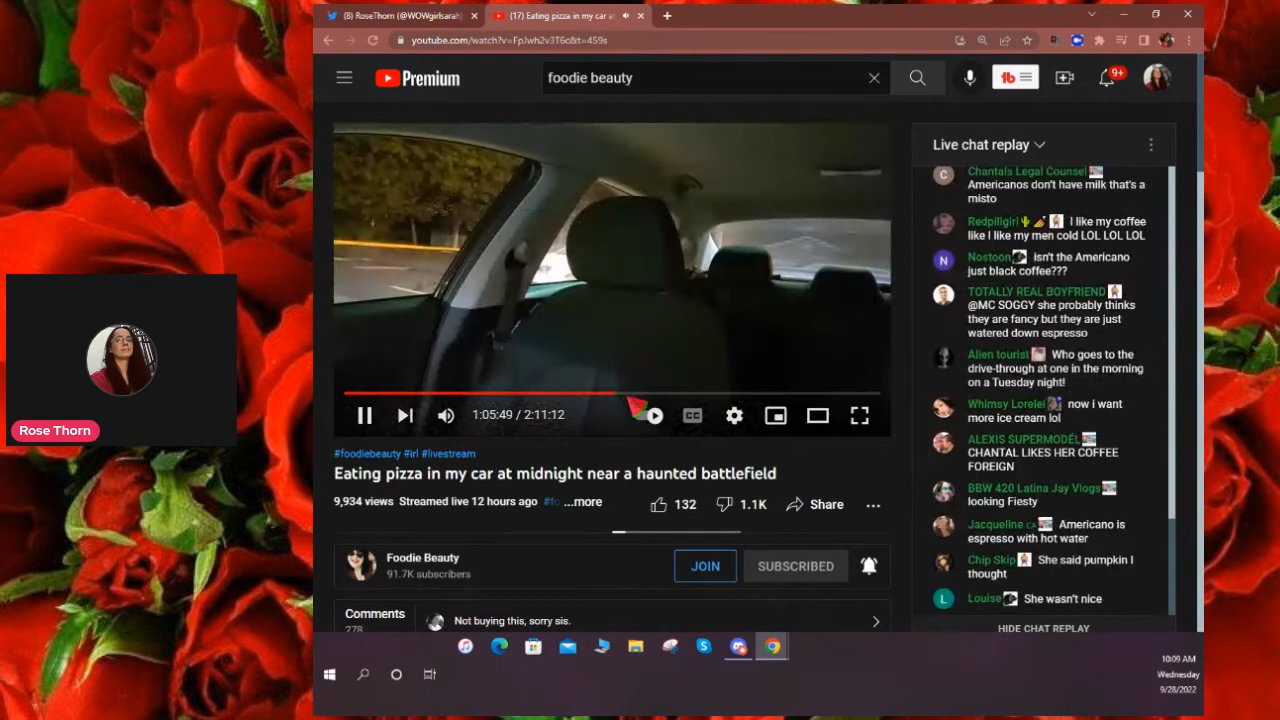 (8) RoseThorn (@WOWgirlsarah
(17) Eating pizza in my car at
youtube.com/watch?v=FpJwh2v3T6c&t=459s
Premium
foodie beauty
9+
Live chat replay
Chantals Legal Counsel
Americanos don't have milk that's a
misto
Redpillgirl I like my coffee
like I like my men cold LOL LOL LOL
N
Nostoon isn't the Americano
just black coffee???
TOTALLY REAL BOYFRIEND
@MC SOGGY she probably thinks
they are fancy but they are just
watered down espresso
Alien tourist Who goes to the
drive-through at one in the morning
on a Tuesday night!
Whimsy Lorelei now i want
more ice cream lol
ALEXIS SUPERMODÉL
CHANTAL LIKES HER COFFEE
FOREIGN
BBW 420 Latina Jay Vlogs
looking Fiesty
Jacqueline CA Americano is
espresso with hot water
Chip Skip She said pumpkin I
thought
L
Louise She wasn't nice
HIDE CHAT REPLAY
1:05:49 / 2:11:12
CC
#foodiebeauty #irl #livestream
Eating pizza in my car at midnight near a haunted battlefield
9,934 views Streamed live 12 hours ago #fo ...more
132
1.1K
Share
Foodie Beauty
91.7K subscribers
JOIN
SUBSCRIBED
Comments
278
Not buying this, sorry sis.
Rose Thorn
10:09 AM
Wednesday
9/28/2022